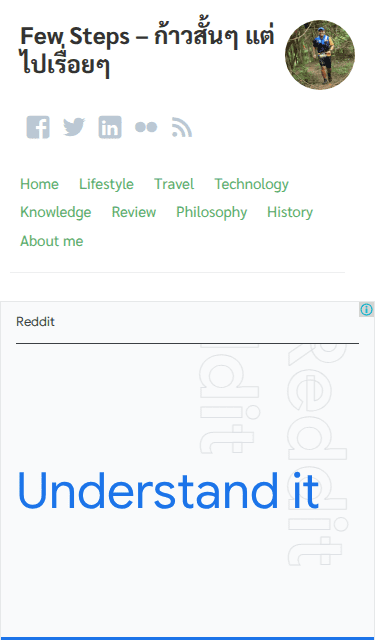 Few Steps – ก้าวสั้นๆ แต่
ไปเรื่อยๆ
Home Lifestyle Travel Technology
Knowledge Review Philosophy History
About me
Reddit
Reddit
Reddit
Understand it